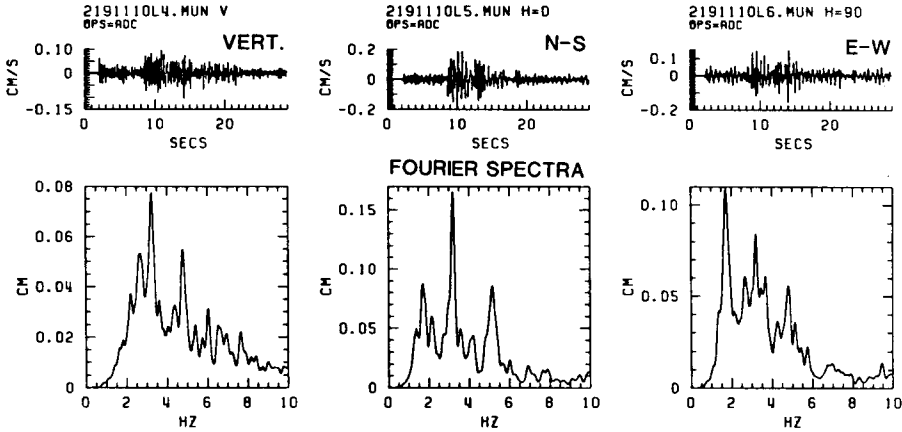 2191110L4.MUN V
GPS=ADC
VERT.
0.10
0
-0.15
CM/S
0 10 20
SECS
2191110L5.MUN H=0
GPS=ADC
N-S
0.2
0
-0.2
CM/S
0 10 20
SECS
2191110L6.MUN H=90
GPS=ADC
E-W
0.1
0
-0.2
CM/S
0 10 20
SECS
FOURIER SPECTRA
0.08
0.06
0.04
0.02
0
CM
0 2 4 6 8 10
HZ
0.15
0.10
0.05
0
CM
0 2 4 6 8 10
HZ
0.10
0.05
0
CM
0 2 4 6 8 10
HZ